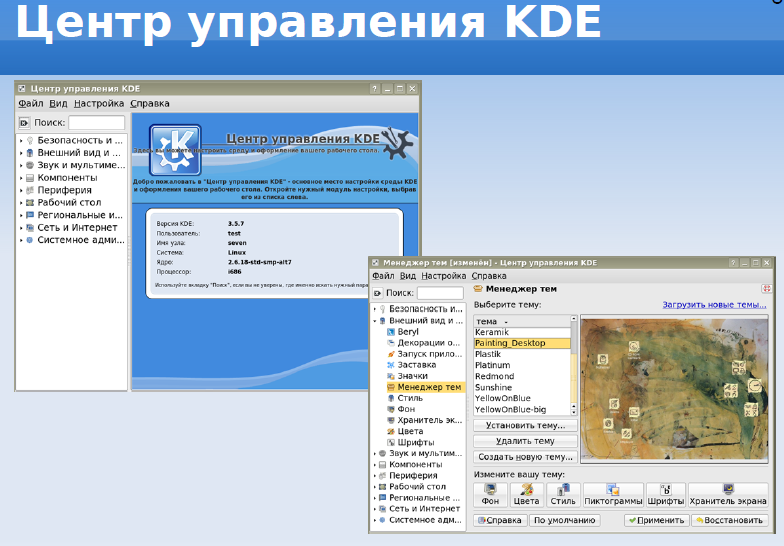 Центр управления KDE
Центр управления KDE
Файл Вид Настройка Справка
Поиск:
Безопасность и ...
Внешний вид и ...
Звук и мультиме...
Компоненты
Периферия
Рабочий стол
Региональные и...
Сеть и Интернет
Системное адми...
Центр управления KDE
Здесь вы можете настроить среду и оформление вашего рабочего стола.
Добро пожаловать в "Центр управления KDE" - основное место настройки среды KDE
и оформления вашего рабочего стола. Откройте нужный модуль настройки, выбрав
его из списка слева.
Версия KDE: 3.5.7
Пользователь: test
Имя узла: seven
Система: Linux
Ядро: 2.6.18-std-smp-alt7
Процессор: i686
Используйте вкладку "Поиск", если вы не уверены, где именно искать нужный
Менеджер тем [изменён] - Центр управления KDE
Файл Вид Настройка Справка
Поиск:
Безопасность и...
Внешний вид и ...
Beryl
Декорации о...
Запуск прило...
Заставка
Значки
Менеджер тем
Стиль
Фон
Хранитель эк...
Цвета
Шрифты
Звук и мультим...
Компоненты
Периферия
Рабочий стол
Региональные ...
Сеть и Интернет
Системное адм...
Менеджер тем
Выберите тему:
Загрузить новые темы...
тема
Keramik
Painting_Desktop
Plastik
Platinum
Redmond
Sunshine
YellowOnBlue
YellowOnBlue-big
Установить тему...
Удалить тему
Создать новую тему...
Измените вашу тему:
Фон Цвета Стиль Пиктограммы Шрифты Хранитель экрана
Справка По умолчанию Применить Восстановить